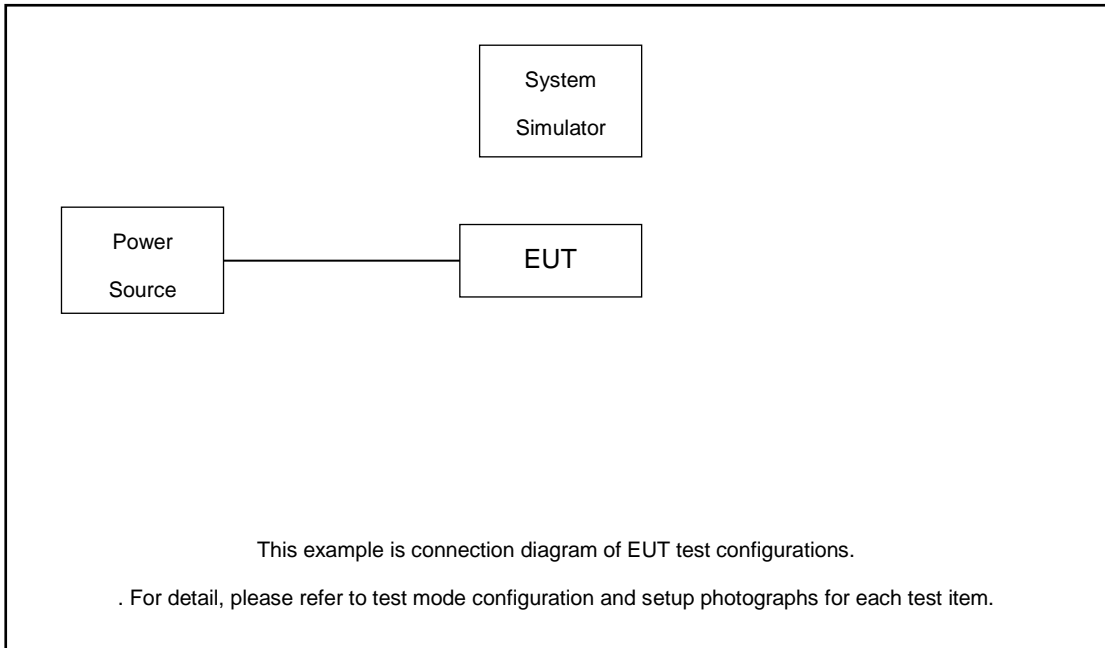 System
Simulator
Power
Source
EUT
This example is connection diagram of EUT test configurations.
. For detail, please refer to test mode configuration and setup photographs for each test item.